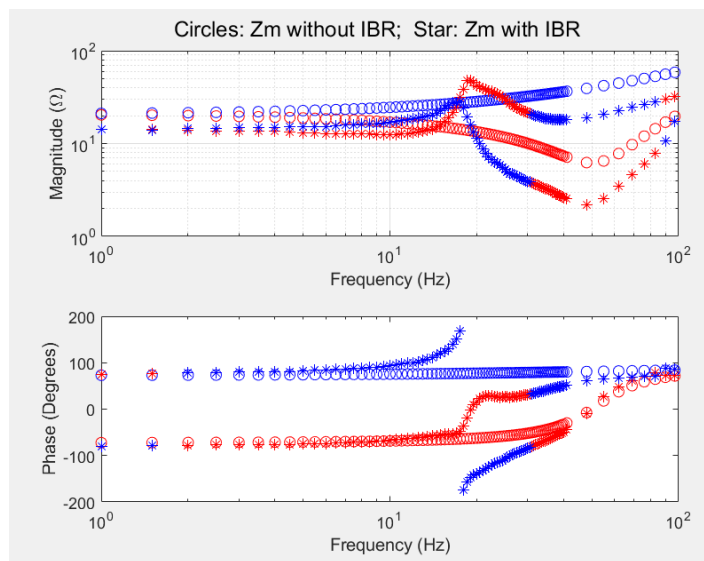 Circles: Zm without IBR;  Star: Zm with IBR
Magnitude (Ω)
10^2
10^1
10^0
10^0
10^1
10^2
Frequency (Hz)
Phase (Degrees)
200
100
0
-100
-200
10^0
10^1
10^2
Frequency (Hz)